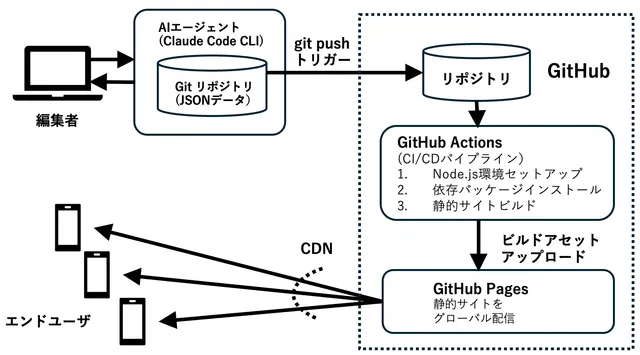 AIエージェント
(Claude Code CLI)
Git リポジトリ
(JSONデータ)
編集者
git push
トリガー
リポジトリ
GitHub
GitHub Actions
(CI/CDパイプライン)
1. Node.js環境セットアップ
2. 依存パッケージインストール
3. 静的サイトビルド
ビルドアセット
アップロード
CDN
GitHub Pages
静的サイトを
グローバル配信
エンドユーザ